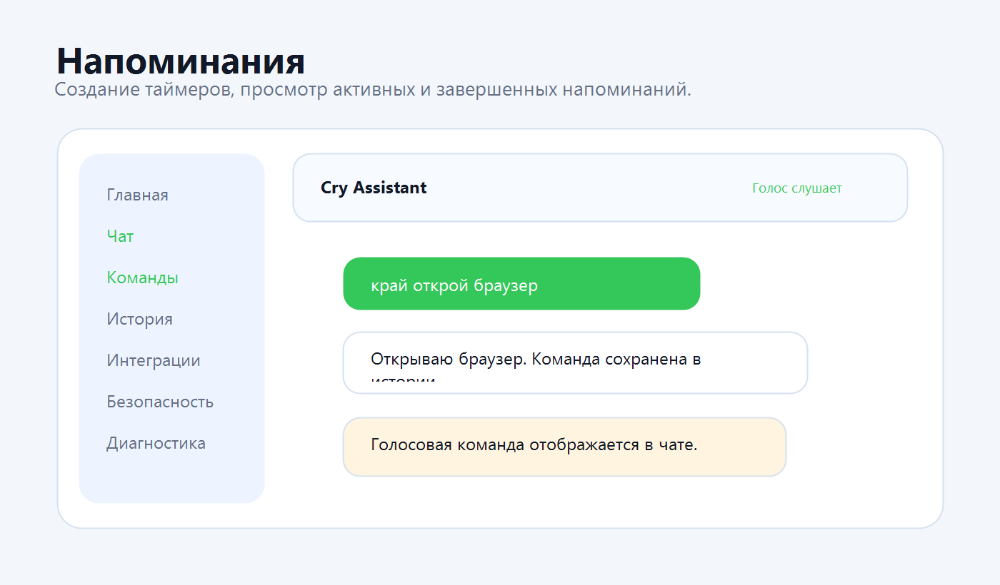 Напоминания
Создание таймеров, просмотр активных и завершенных напоминаний.
Главная
Чат
Команды
История
Интеграции
Безопасность
Диагностика
Cry Assistant
Голос слушает
край открой браузер
Открываю браузер. Команда сохранена в
истории.
Голосовая команда отображается в чате.